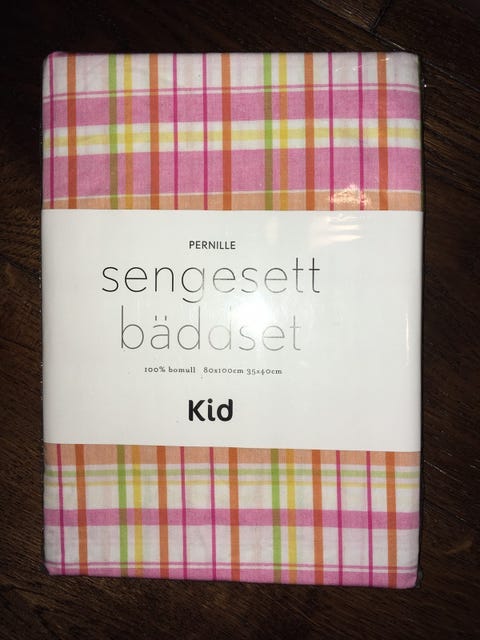 PERNILLE
sengesett
bäddset
100% bomull 80x100cm 35x40cm
Kid